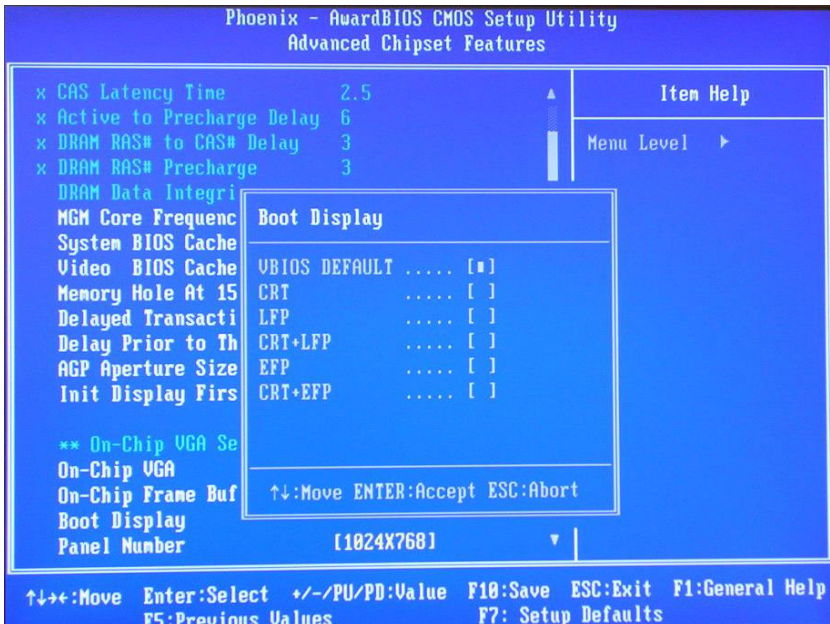 Phoenix - AwardBIOS CMOS Setup Utility
Advanced Chipset Features
x CAS Latency Time 2.5
x Active to Precharge Delay 6
x DRAM RAS# to CAS# Delay 3
x DRAM RAS# Precharge 3
DRAM Data Integri
MGM Core Frequenc
System BIOS Cache
Video BIOS Cache
Memory Hole At 15
Delayed Transacti
Delay Prior to Th
AGP Aperture Size
Init Display Firs
** On-Chip VGA Se
On-Chip VGA
On-Chip Frame Buf
Boot Display
Panel Number [1024X768]
Boot Display
VBIOS DEFAULT ..... [■]
CRT ..... [ ]
LFP ..... [ ]
CRT+LFP ..... [ ]
EFP ..... [ ]
CRT+EFP ..... [ ]
↑↓:Move ENTER:Accept ESC:Abort
Item Help
Menu Level ►
↑↓→←:Move Enter:Select +/-/PU/PD:Value F10:Save ESC:Exit F1:General Help
F5:Previous Values F7: Setup Defaults